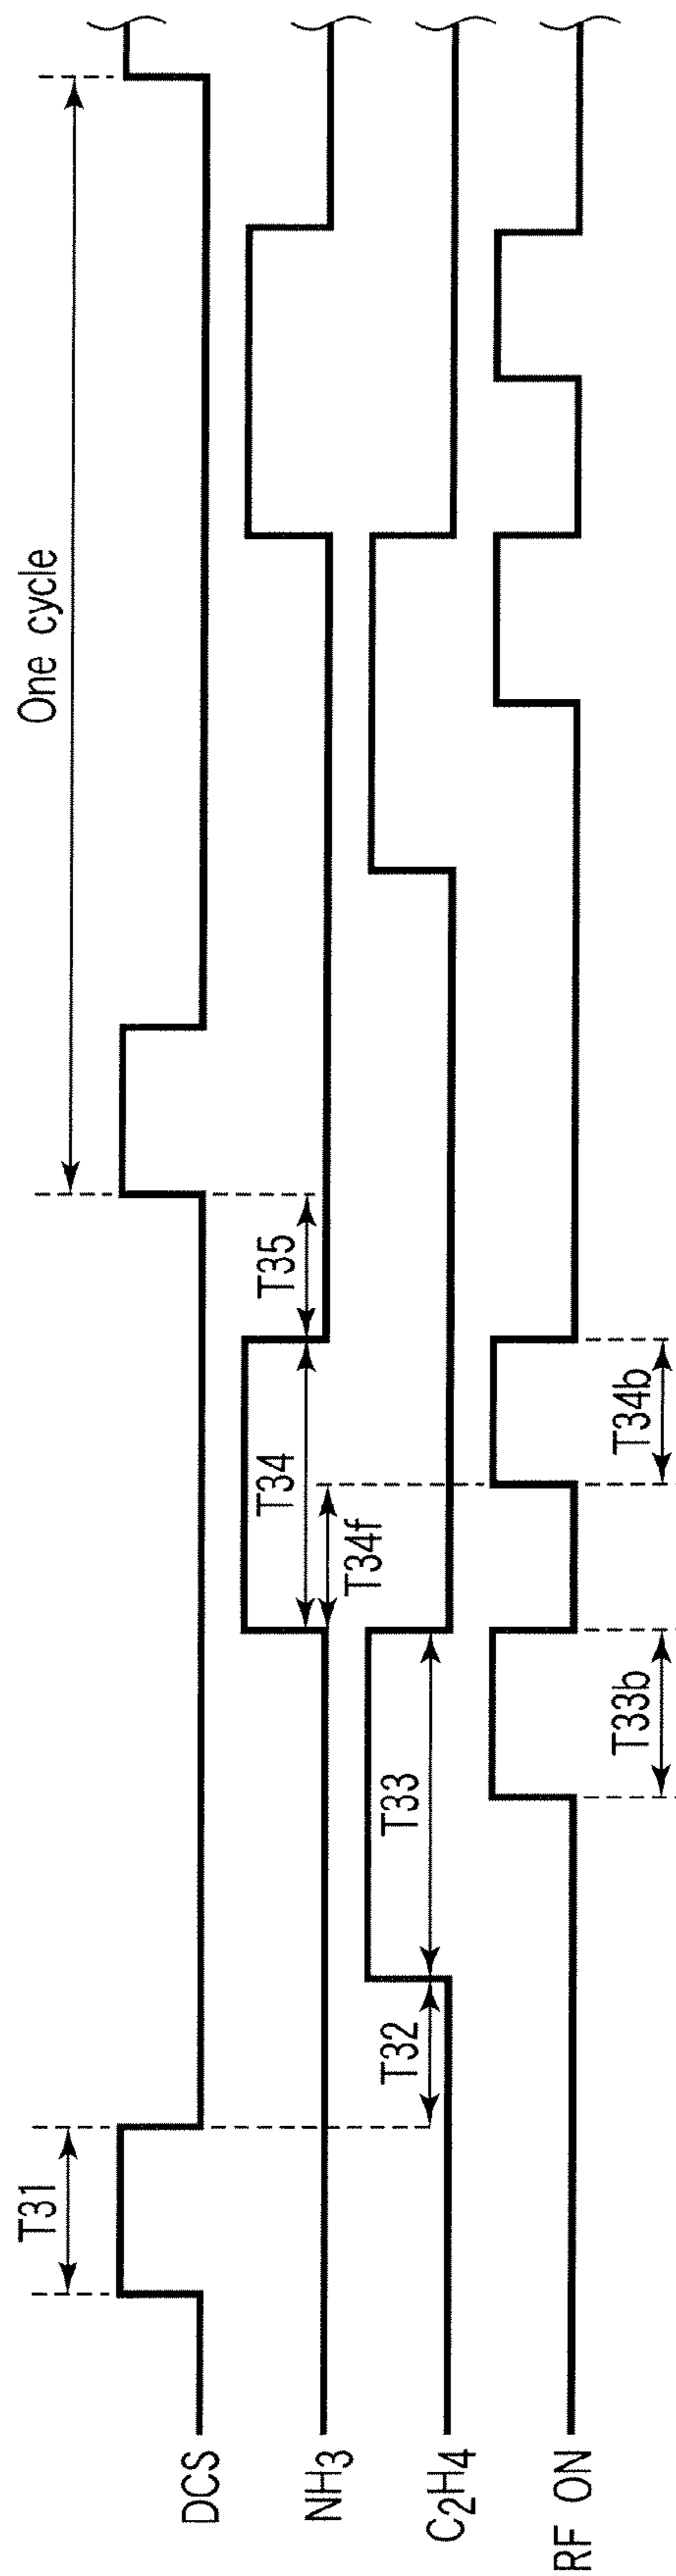 One cycle
T31
DCS
T35
T34
T34f
NH3
T32
T33
C2H4
T33b
T34b
RF ON